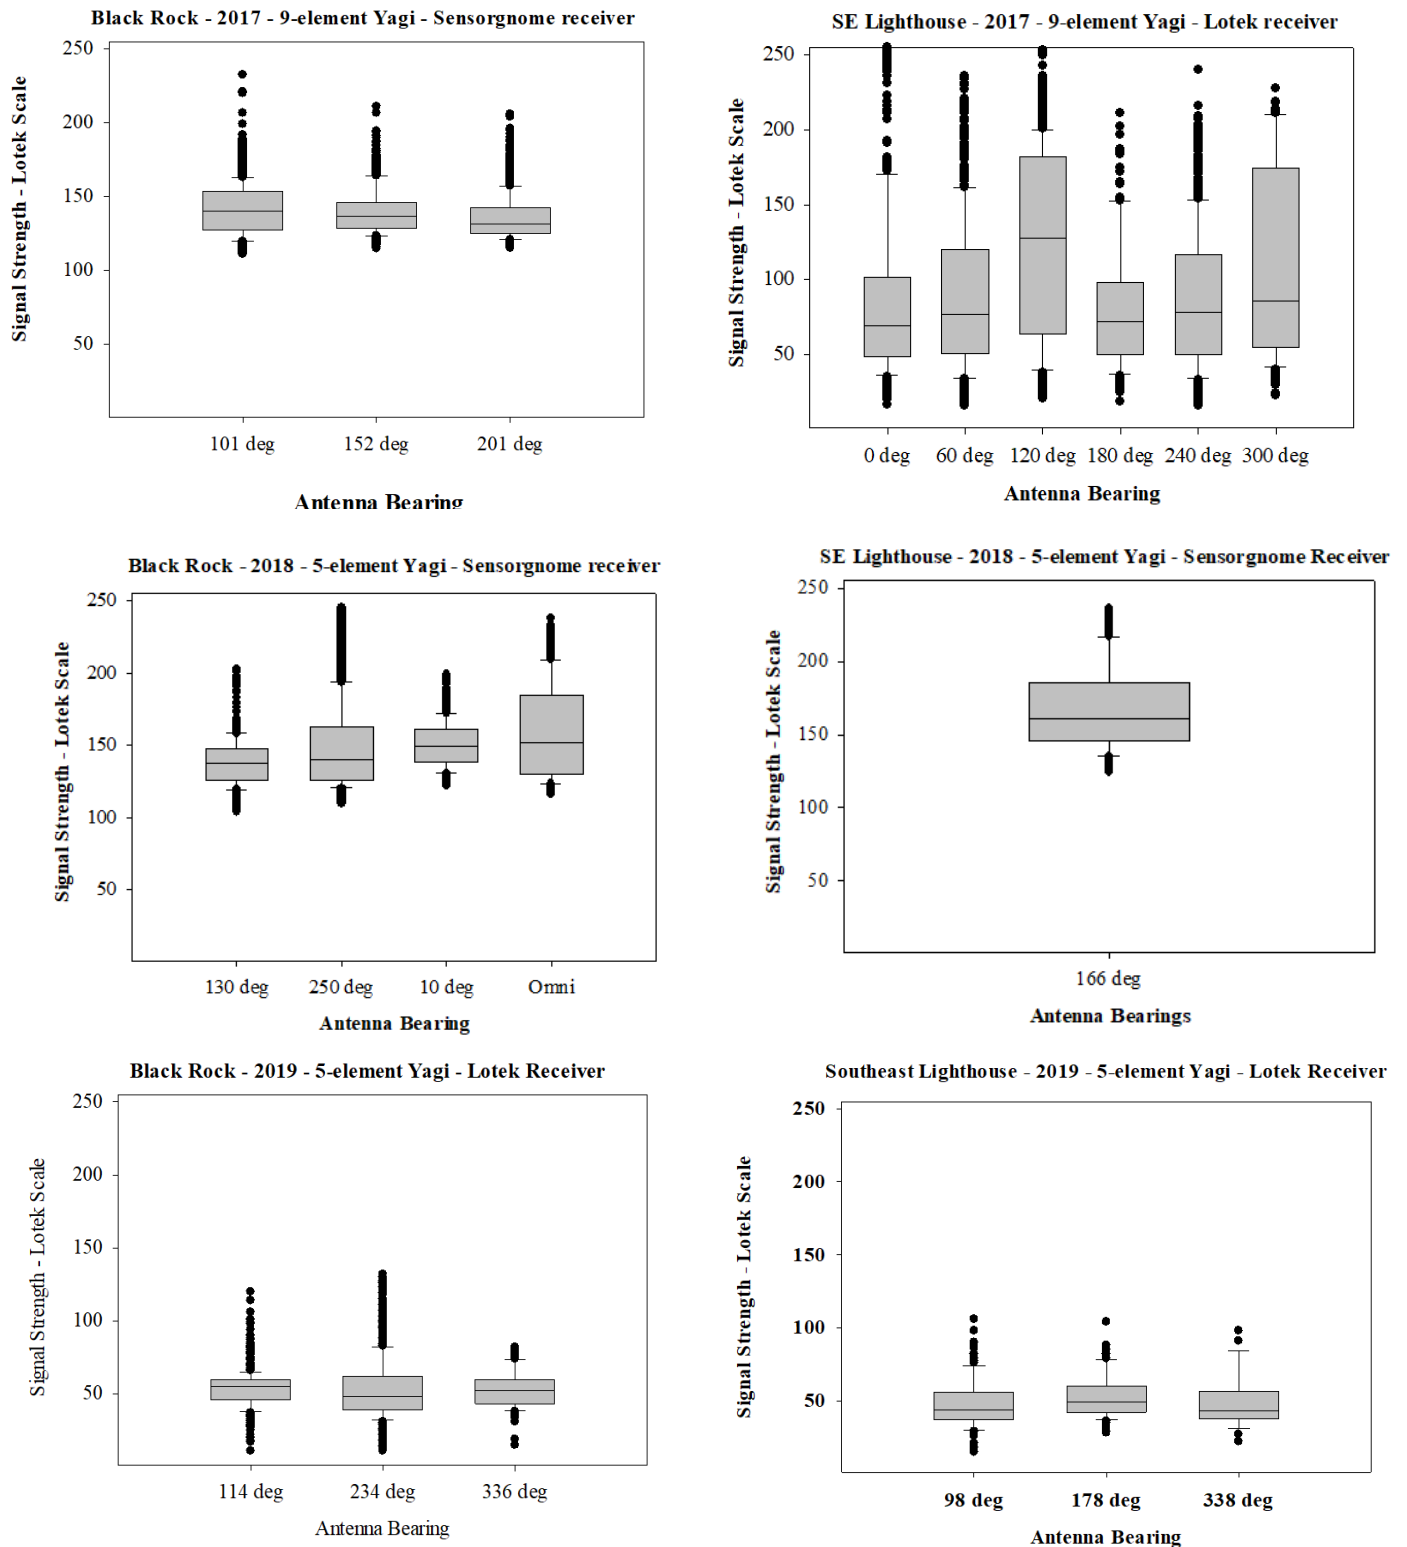 Black Rock - 2017 - 9-element Yagi - Sensorgnome receiver
Signal Strength - Lotek Scale
250
200
150
100
50
101 deg 152 deg 201 deg
Antenna Bearing
SE Lighthouse - 2017 - 9-element Yagi - Lotek receiver
Signal Strength - Lotek Scale
250
200
150
100
50
0 deg 60 deg 120 deg 180 deg 240 deg 300 deg
Antenna Bearing
Black Rock - 2018 - 5-element Yagi - Sensorgnome receiver
Signal Strength - Lotek Scale
250
200
150
100
50
130 deg 250 deg 10 deg Omni
Antenna Bearing
SE Lighthouse - 2018 - 5-element Yagi - Sensorgnome Receiver
Signal Strength - Lotek Scale
250
200
150
100
50
166 deg
Antenna Bearings
Black Rock - 2019 - 5-element Yagi - Lotek Receiver
Signal Strength - Lotek Scale
250
200
150
100
50
114 deg 234 deg 336 deg
Antenna Bearing
Southeast Lighthouse - 2019 - 5-element Yagi - Lotek Receiver
Signal Strength - Lotek Scale
250
200
150
100
50
98 deg 178 deg 338 deg
Antenna Bearing